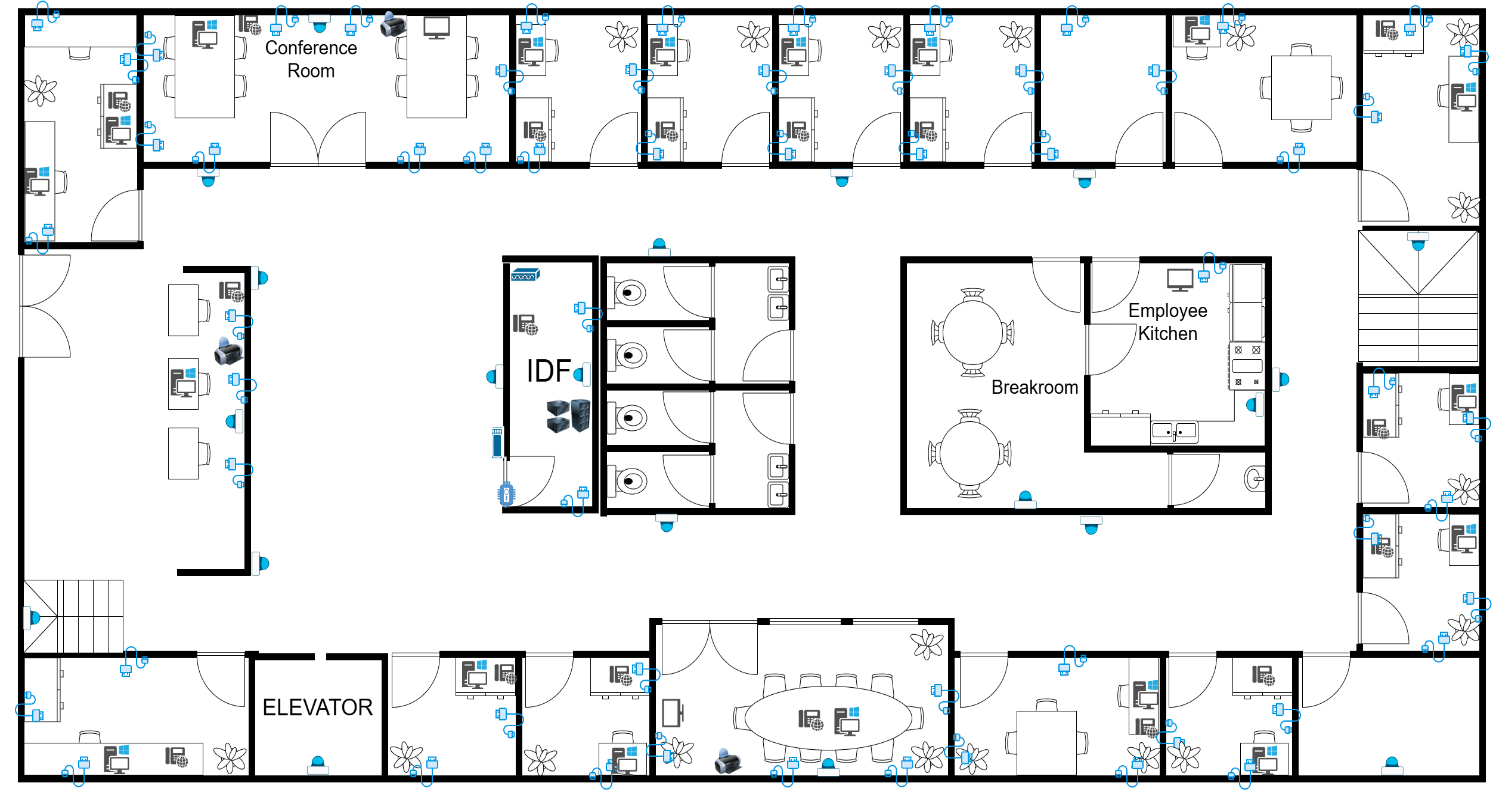 Conference
Room
Employee
Kitchen
IDF
Breakroom
ELEVATOR